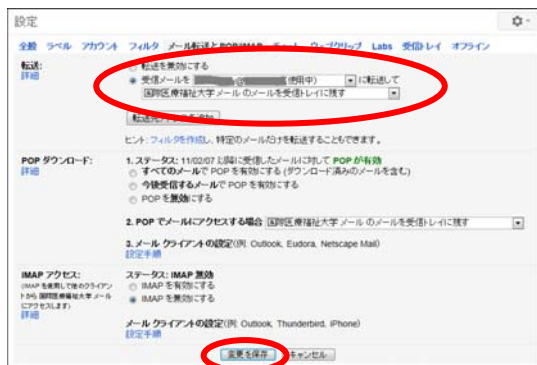 設定
全般 ラベル アカウント フィルタ メール転送と POP/IMAP チャット ウェブクリップ Labs 受信トレイ オフライン
転送:
詳細
転送を無効にする
受信メールを (使用中) に転送して
国際医療福祉大学 メール のメールを受信トレイに残す
転送先アドレスを追加
ヒント: フィルタを作成し、特定のメールだけを転送することもできます。
POP ダウンロード:
詳細
1. ステータス: 11/02/07 以降に受信したメールに対して POP が有効
すべてのメールで POP を有効にする (ダウンロード済みのメールを含む)
今後受信するメールで POP を有効にする
POP を無効にする
2. POP でメールにアクセスする場合 国際医療福祉大学 メール のメールを受信トレイに残す
3. メール クライアントの設定(例: Outlook, Eudora, Netscape Mail)
設定手順
IMAP アクセス:
(IMAP を使用して他のクライアン
トから 国際医療福祉大学 メール
にアクセスします)
詳細
ステータス: IMAP 無効
IMAP を有効にする
IMAP を無効にする
メール クライアントの設定(例: Outlook, Thunderbird, iPhone)
設定手順
変更を保存 キャンセル